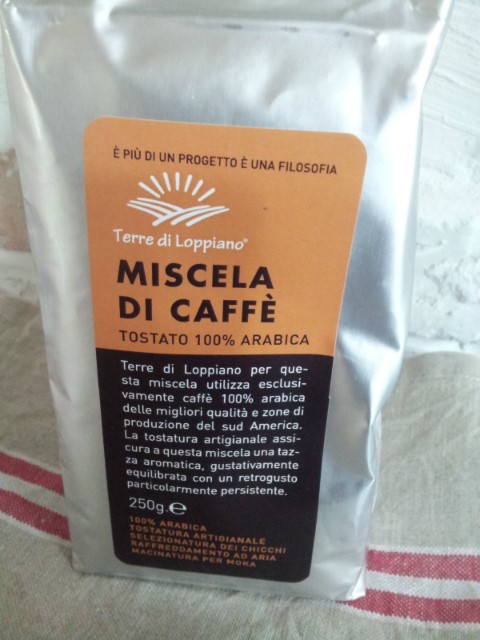 È PIÙ DI UN PROGETTO È UNA FILOSOFIA
Terre di Loppiano®
MISCELA
DI CAFFÈ
TOSTATO 100% ARABICA
Terre di Loppiano per que-
sta miscela utilizza esclusi-
vamente caffè 100% arabica
delle migliori qualità e zone di
produzione del sud America.
La tostatura artigianale assi-
cura a questa miscela una taz-
za aromatica, gustativamente
equilibrata con un retrogusto
particolarmente persistente.
250g.℮
100% ARABICA
TOSTATURA ARTIGIANALE
SELEZIONATURA DEI CHICCHI
RAFFREDDAMENTO AD ARIA
MACINATURA PER MOKA